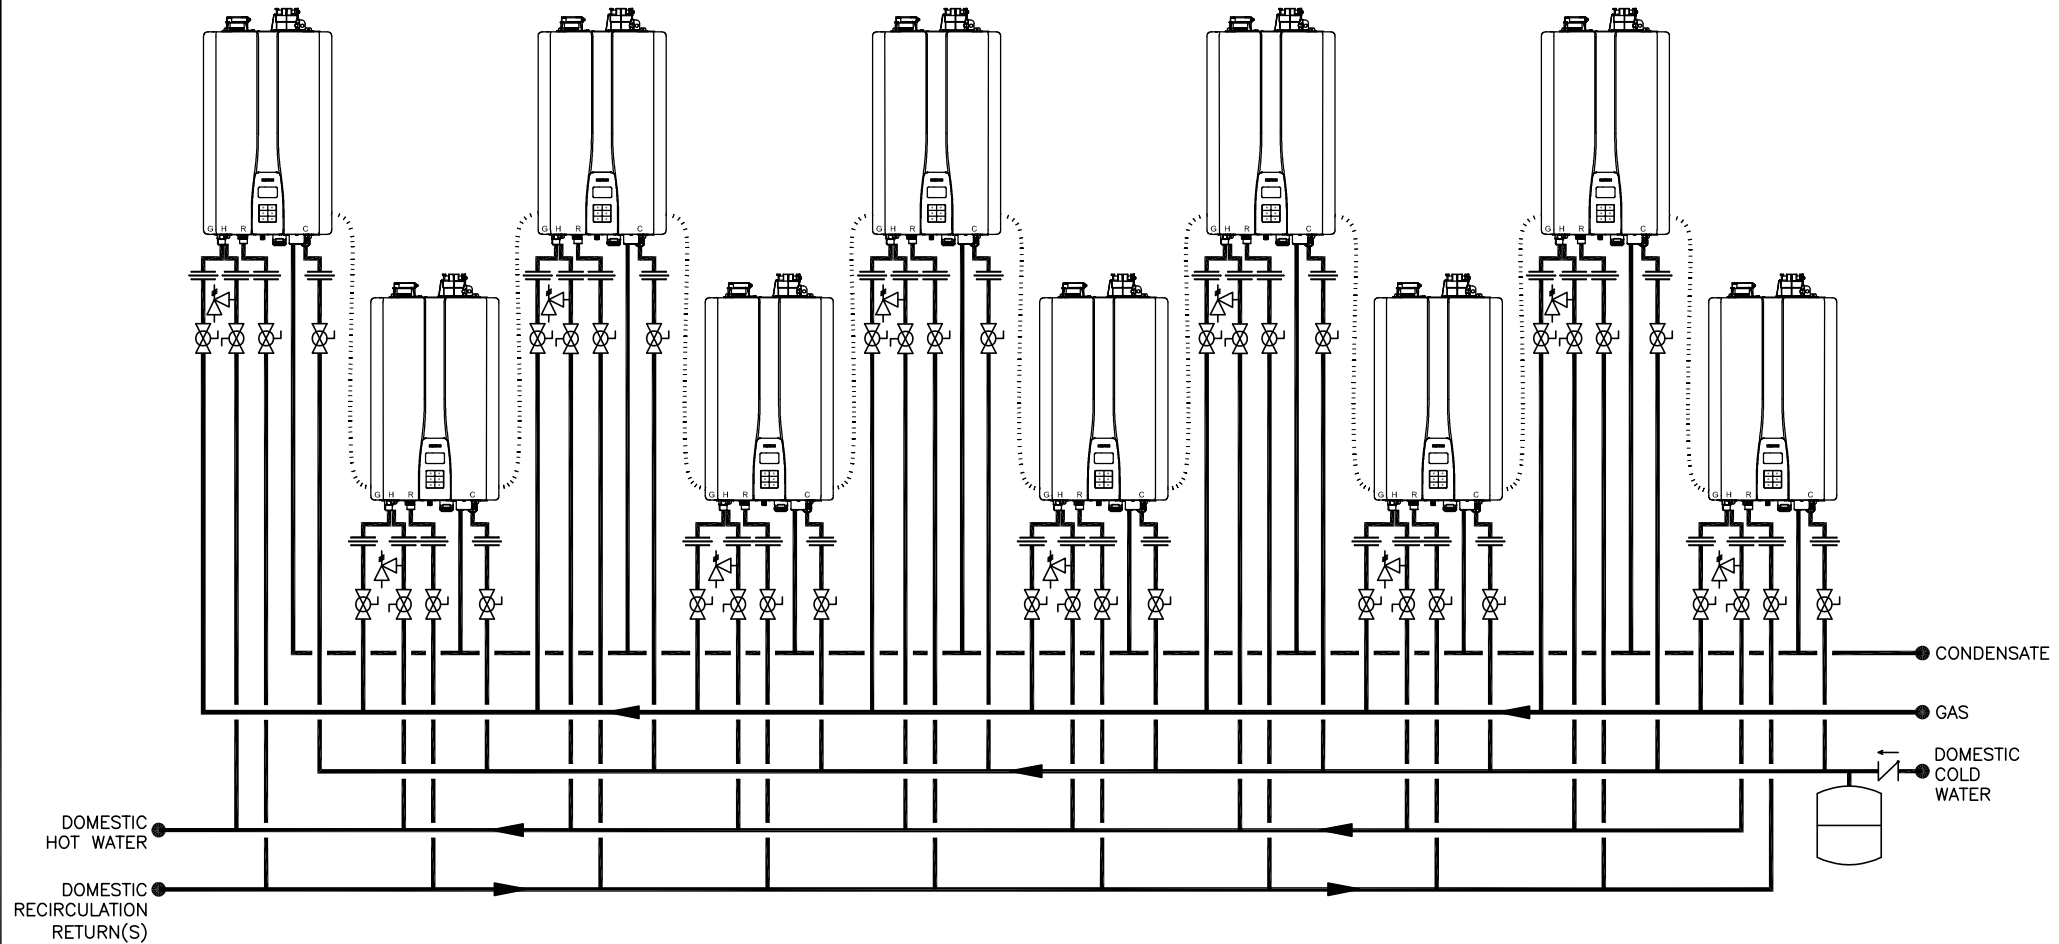 G H R C
G H R C
G H R C
G H R C
G H R C
G H R C
G H R C
G H R C
G H R C
G H R C
CONDENSATE
GAS
DOMESTIC
COLD
WATER
DOMESTIC
HOT WATER
DOMESTIC
RECIRCULATION
RETURN(S)